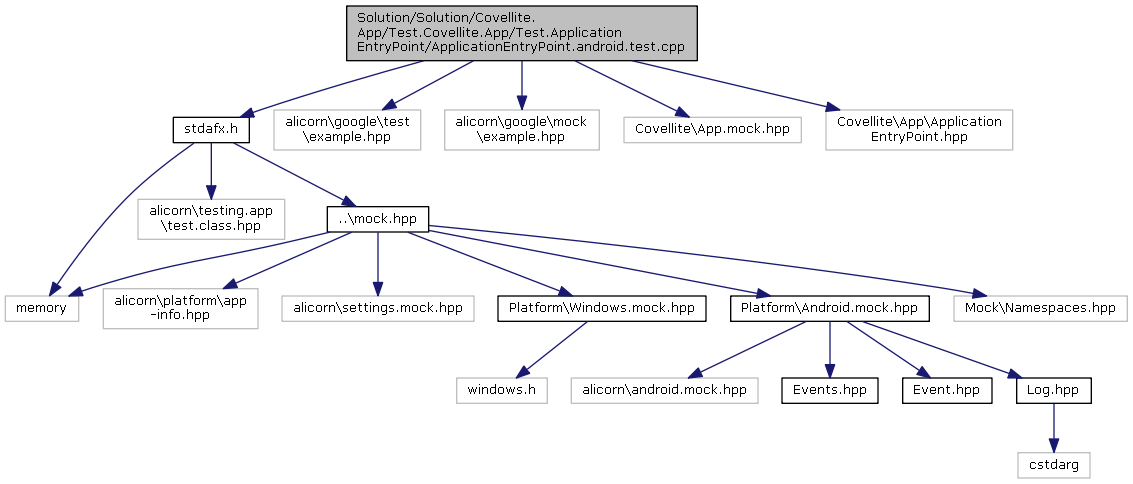 Solution/Solution/Covellite.
App/Test.Covellite.App/Test.Application
EntryPoint/ApplicationEntryPoint.android.test.cpp
stdafx.h
alicorn\google\test
\example.hpp
alicorn\google\mock
\example.hpp
Covellite\App.mock.hpp
Covellite\App\Application
EntryPoint.hpp
alicorn\testing.app
\test.class.hpp
..\mock.hpp
memory
alicorn\platform\app
-info.hpp
alicorn\settings.mock.hpp
Platform\Windows.mock.hpp
Platform\Android.mock.hpp
Mock\Namespaces.hpp
windows.h
alicorn\android.mock.hpp
Events.hpp
Event.hpp
Log.hpp
cstdarg